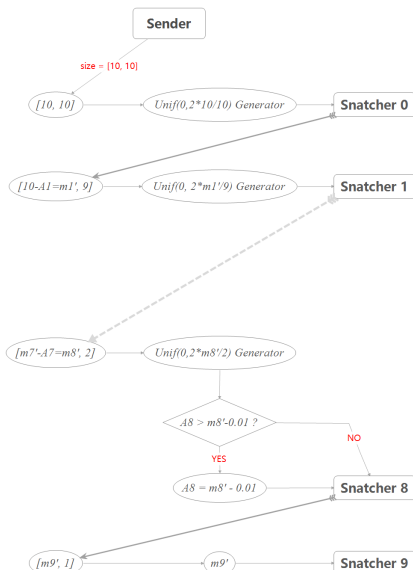 Sender
size = [10, 10]
[10, 10]
Unif(0,2*10/10) Generator
Snatcher 0
[10-A1=m1', 9]
Unif(0, 2*m1'/9) Generator
Snatcher 1
[m7'-A7=m8', 2]
Unif(0,2*m8'/2) Generator
A8 > m8'-0.01 ?
NO
YES
A8 = m8' - 0.01
Snatcher 8
[m9', 1]
m9'
Snatcher 9